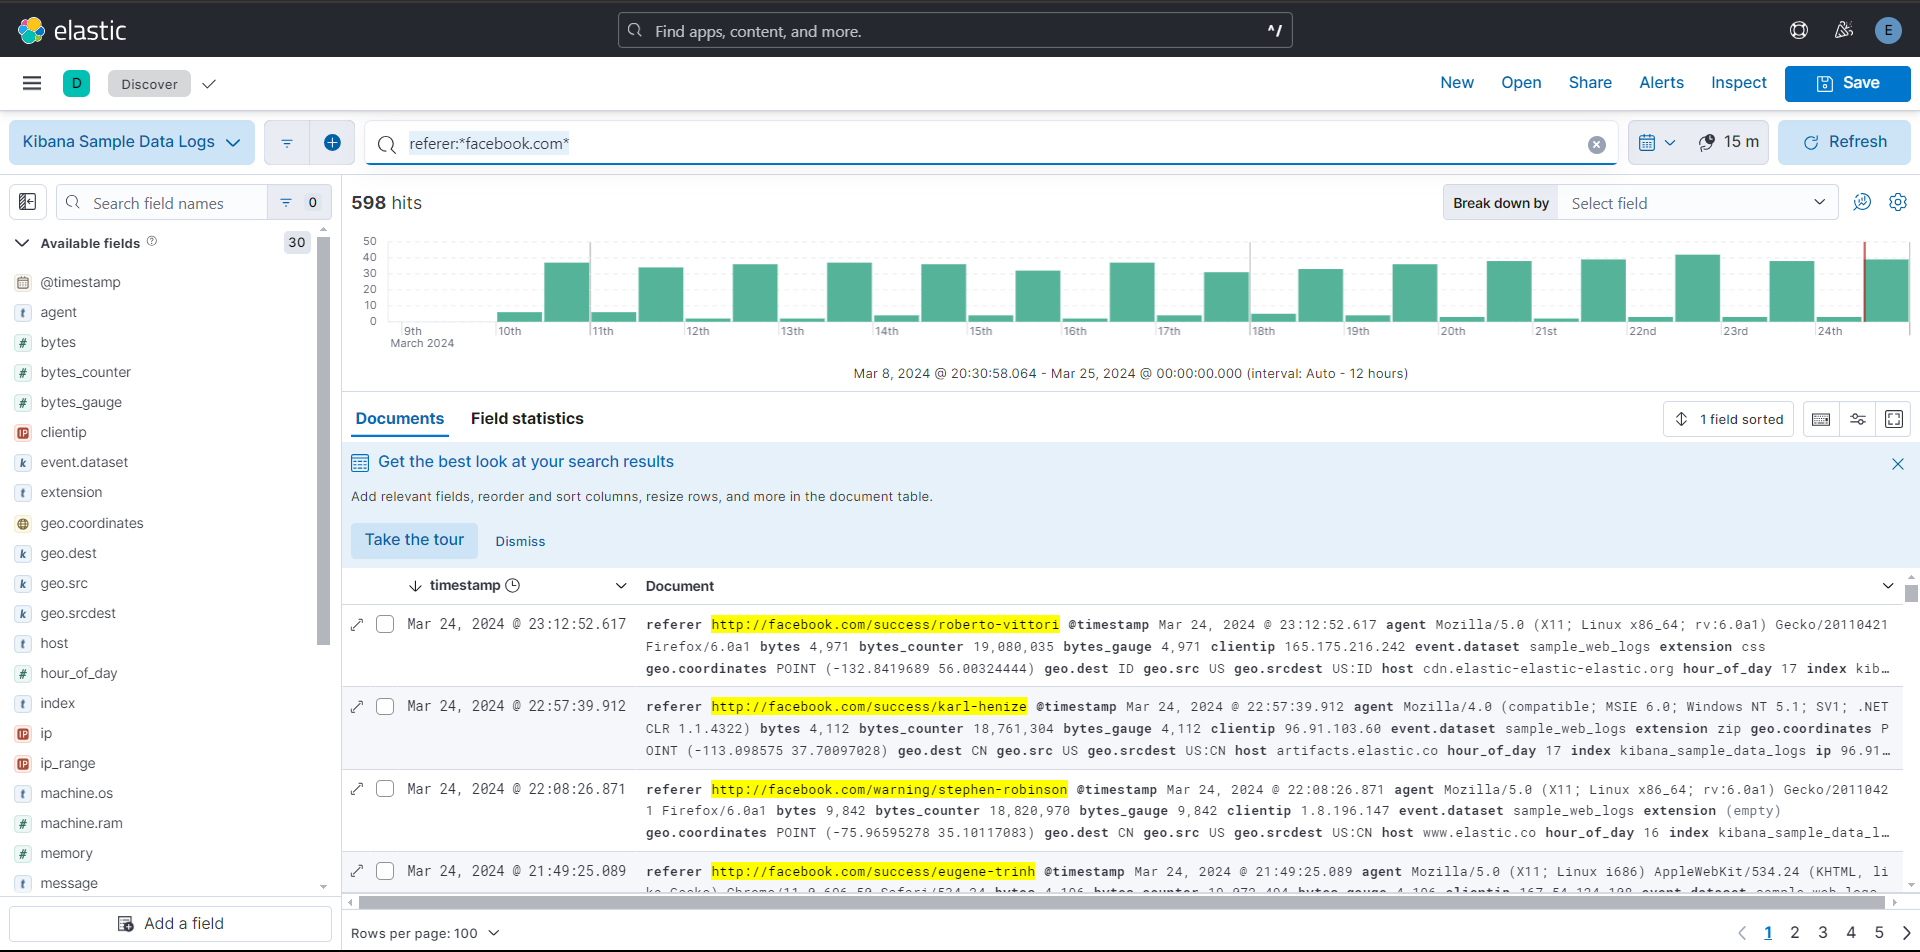 elastic
Find apps, content, and more.
^/
E
D
Discover
New
Open
Share
Alerts
Inspect
Save
Kibana Sample Data Logs
referer:*facebook.com*
15 m
Refresh
Search field names
0
Available fields
30
@timestamp
agent
bytes
bytes_counter
bytes_gauge
clientip
event.dataset
extension
geo.coordinates
geo.dest
geo.src
geo.srcdest
host
hour_of_day
index
ip
ip_range
machine.os
machine.ram
memory
message
Add a field
598 hits
Break down by
Select field
50
40
30
20
10
0
9th
10th
11th
12th
13th
14th
15th
16th
17th
18th
19th
20th
21st
22nd
23rd
24th
March 2024
Mar 8, 2024 @ 20:30:58.064 - Mar 25, 2024 @ 00:00:00.000 (interval: Auto - 12 hours)
Documents
Field statistics
1 field sorted
Get the best look at your search results
Add relevant fields, reorder and sort columns, resize rows, and more in the document table.
Take the tour
Dismiss
timestamp
Document
Mar 24, 2024 @ 23:12:52.617
referer http://facebook.com/success/roberto-vittori @timestamp Mar 24, 2024 @ 23:12:52.617 agent Mozilla/5.0 (X11; Linux x86_64; rv:6.0a1) Gecko/20110421
Firefox/6.0a1 bytes 4,971 bytes_counter 19,080,035 bytes_gauge 4,971 clientip 165.175.216.242 event.dataset sample_web_logs extension css
geo.coordinates POINT (-132.8419689 56.00324444) geo.dest ID geo.src US geo.srcdest US:ID host cdn.elastic-elastic-elastic.org hour_of_day 17 index kib…
Mar 24, 2024 @ 22:57:39.912
referer http://facebook.com/success/karl-henize @timestamp Mar 24, 2024 @ 22:57:39.912 agent Mozilla/4.0 (compatible; MSIE 6.0; Windows NT 5.1; SV1; .NET
CLR 1.1.4322) bytes 4,112 bytes_counter 18,761,304 bytes_gauge 4,112 clientip 96.91.103.60 event.dataset sample_web_logs extension zip geo.coordinates P
OINT (-113.098575 37.70097028) geo.dest CN geo.src US geo.srcdest US:CN host artifacts.elastic.co hour_of_day 17 index kibana_sample_data_logs ip 96.91…
Mar 24, 2024 @ 22:08:26.871
referer http://facebook.com/warning/stephen-robinson @timestamp Mar 24, 2024 @ 22:08:26.871 agent Mozilla/5.0 (X11; Linux x86_64; rv:6.0a1) Gecko/2011042
1 Firefox/6.0a1 bytes 9,842 bytes_counter 18,820,970 bytes_gauge 9,842 clientip 1.8.196.147 event.dataset sample_web_logs extension (empty)
geo.coordinates POINT (-75.96595278 35.10117083) geo.dest CN geo.src US geo.srcdest US:CN host www.elastic.co hour_of_day 16 index kibana_sample_data_l…
Mar 24, 2024 @ 21:49:25.089
referer http://facebook.com/success/eugene-trinh @timestamp Mar 24, 2024 @ 21:49:25.089 agent Mozilla/5.0 (X11; Linux i686) AppleWebKit/534.24 (KHTML, li
Rows per page: 100
1
2
3
4
5